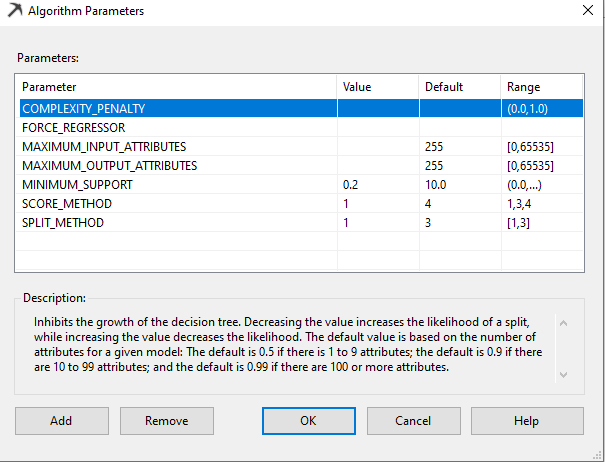 Algorithm Parameters
Parameters:
Parameter Value Default Range
COMPLEXITY_PENALTY (0.0,1.0)
FORCE_REGRESSOR
MAXIMUM_INPUT_ATTRIBUTES 255 [0,65535]
MAXIMUM_OUTPUT_ATTRIBUTES 255 [0,65535]
MINIMUM_SUPPORT 0.2 10.0 (0.0,...)
SCORE_METHOD 1 4 1,3,4
SPLIT_METHOD 1 3 [1,3]
Description:
Inhibits the growth of the decision tree. Decreasing the value increases the likelihood of a split,
while increasing the value decreases the likelihood. The default value is based on the number of
attributes for a given model: The default is 0.5 if there is 1 to 9 attributes; the default is 0.9 if there
are 10 to 99 attributes; and the default is 0.99 if there are 100 or more attributes.
Add Remove OK Cancel Help